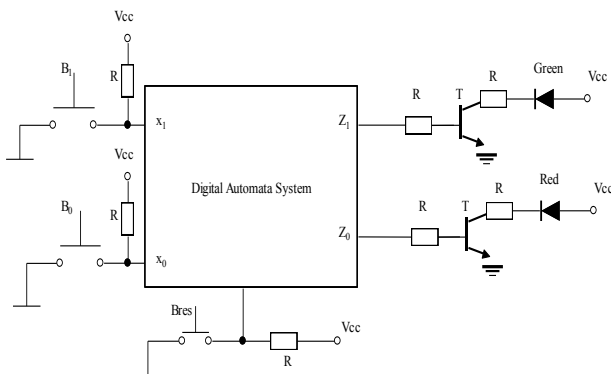 Vcc
B₁
R
x₁
Vcc
B₀
R
x₀
Digital Automata System
Z₁
Z₀
R
T
R
Green
Vcc
R
T
R
Red
Vcc
Bres
R
Vcc